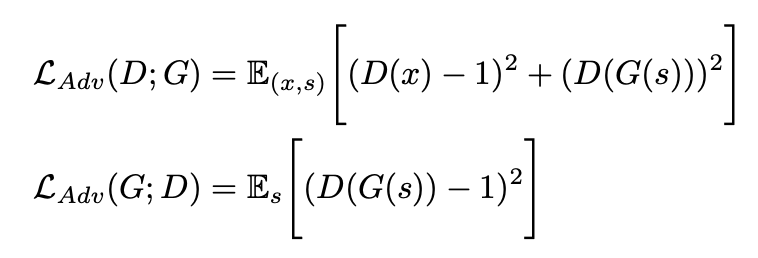 ℒ_{Adv}(D; G) = 𝔼_{(x,s)}[(D(x) − 1)² + (D(G(s)))²]
ℒ_{Adv}(G; D) = 𝔼_s[(D(G(s)) − 1)²]